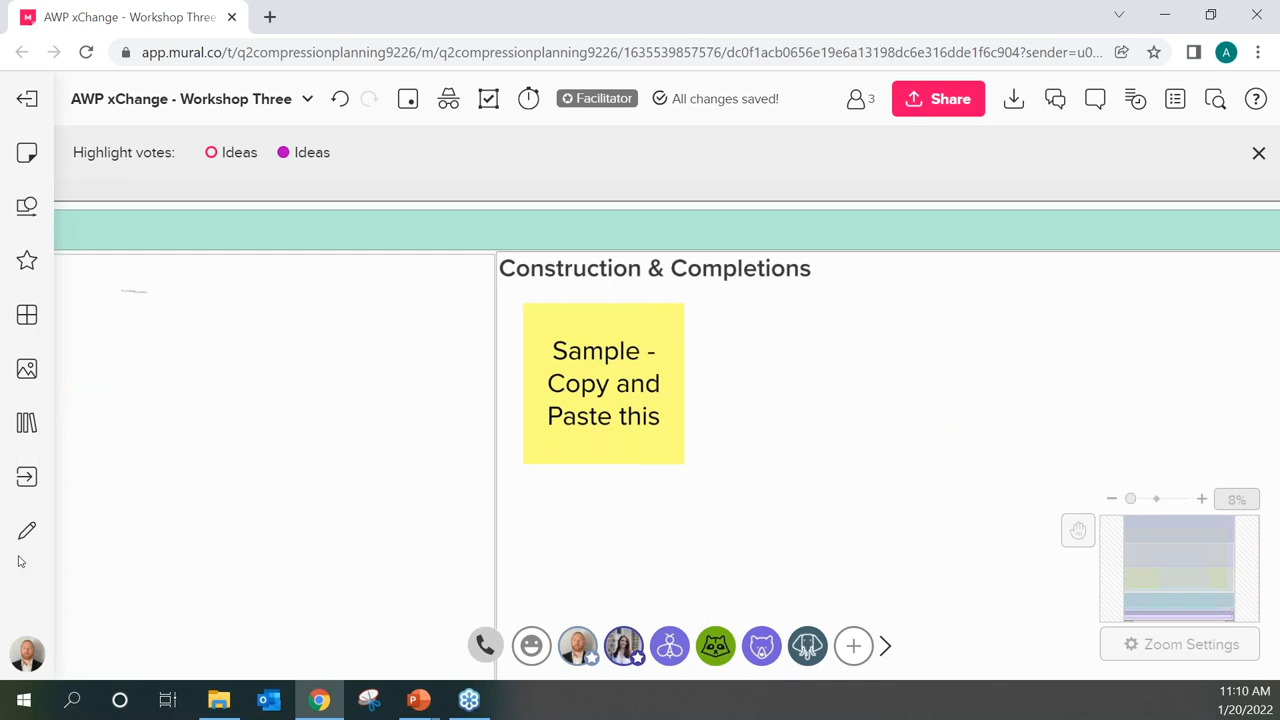 AWP xChange - Workshop Three
A
app.mural.co/t/q2compressionplanning9226/m/q2compressionplanning9226/1635539857576/dc0f1acb0656e19e6a13198dc6e316dde1f6c904?sender=u0...
AWP xChange - Workshop Three
Facilitator
All changes saved!
3
Share
Highlight votes:
Ideas
Ideas
Construction & Completions
Sample -
Copy and
Paste this
8%
Zoom Settings
11:10 AM
1/20/2022